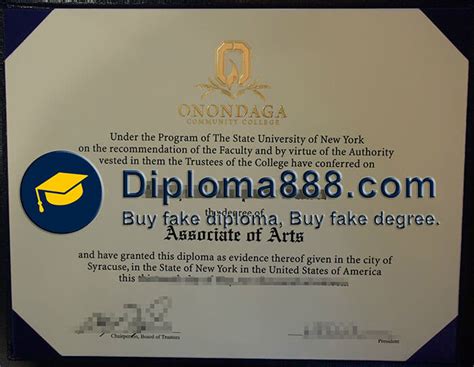 ONONDAGA
COMMUNITY COLLEGE
Under the Program of The State University of New York
on the recommendation of the Faculty and by virtue of the Authority
vested in them the Trustees of the College have conferred on
Diploma888.com
Buy fake diploma, Buy fake degree.
the degree of
Associate of Arts
and have granted this diploma as evidence thereof given in the city of
Syracuse, in the State of New York in the United States of America
this
Chairperson, Board of Trustees
President